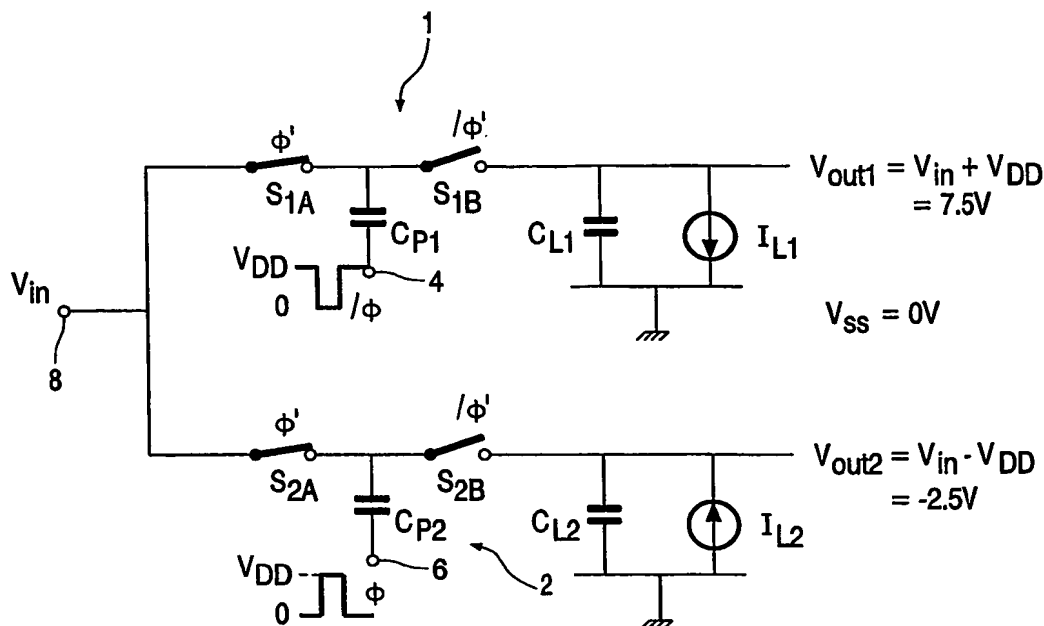 1
ϕ'
/ϕ'
S1A
S1B
CP1
VDD
0
/ϕ
4
CL1
IL1
Vout1 = Vin + VDD
= 7.5V
Vin
8
Vss = 0V
ϕ'
/ϕ'
S2A
S2B
CP2
VDD
0
ϕ
6
2
CL2
IL2
Vout2 = Vin - VDD
= -2.5V